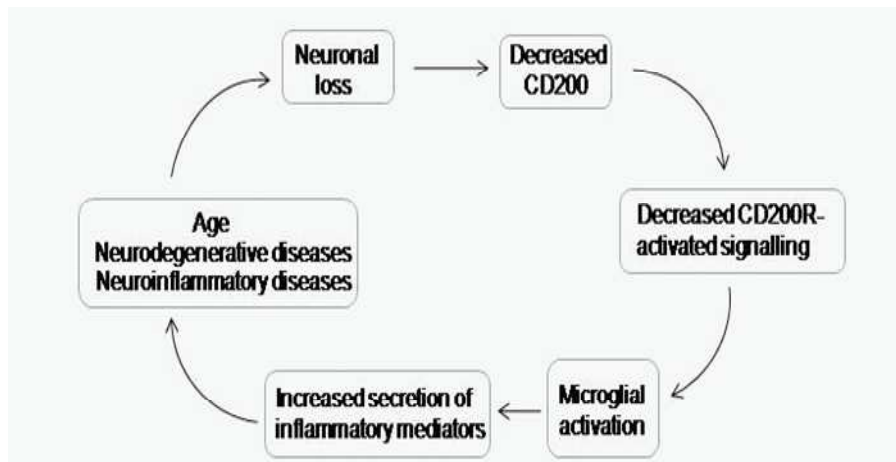 Neuronal
loss
Decreased
CD200
Decreased CD200R-
activated signalling
Microglial
activation
Increased secretion of
inflammatory mediators
Age
Neurodegenerative diseases
Neuroinflammatory diseases